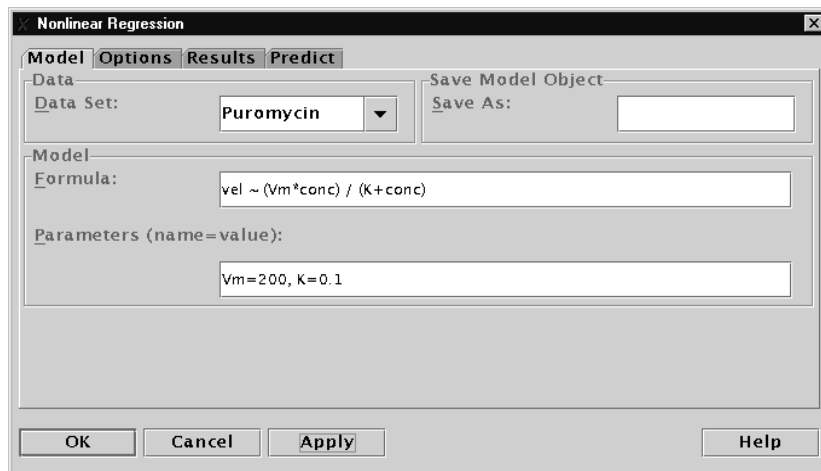 Nonlinear Regression
Model Options Results Predict
Data
Data Set:
Puromycin
Save Model Object
Save As:
Model
Formula:
vel ~ (Vm*conc) / (K+conc)
Parameters (name=value):
Vm=200, K=0.1
OK Cancel Apply Help